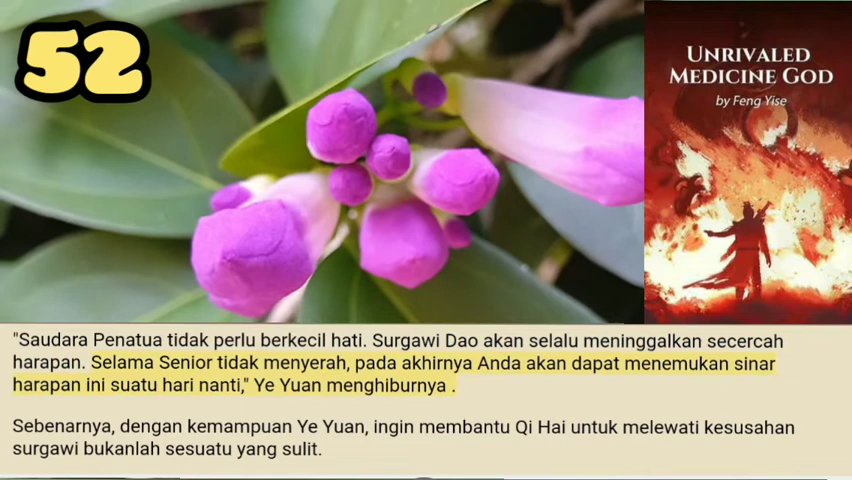 52
UNRIVALED
MEDICINE GOD
by Feng Yise
"Saudara Penatua tidak perlu berkecil hati. Surgawi Dao akan selalu meninggalkan secercah
harapan. Selama Senior tidak menyerah, pada akhirnya Anda akan dapat menemukan sinar
harapan ini suatu hari nanti," Ye Yuan menghiburnya .
Sebenarnya, dengan kemampuan Ye Yuan, ingin membantu Qi Hai untuk melewati kesusahan
surgawi bukanlah sesuatu yang sulit.